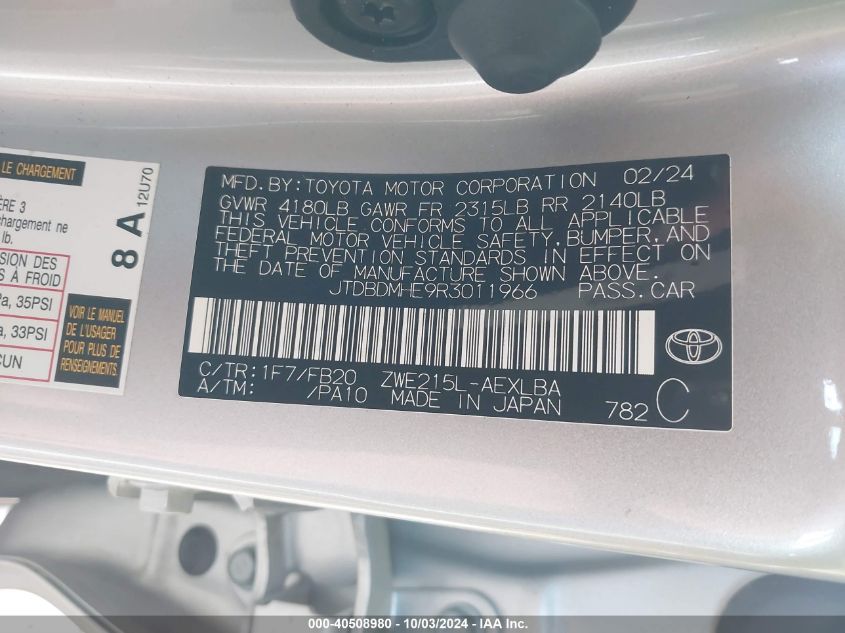 LE CHARGEMENT
ÈRE 3
chargement ne
lb.
SION DES
S À FROID
a, 35PSI
a, 33PSI
CUN
8 A
12U70
VOIR LE MANUEL
DE L'USAGER
POUR PLUS DE
RENSEIGNEMENTS.
MFD. BY: TOYOTA MOTOR CORPORATION 02/24
GVWR 4180LB GAWR FR 2315LB RR 2140LB
THIS VEHICLE CONFORMS TO ALL APPLICABLE
FEDERAL MOTOR VEHICLE SAFETY, BUMPER, AND
THEFT PREVENTION STANDARDS IN EFFECT ON
THE DATE OF MANUFACTURE SHOWN ABOVE.
JTDBDMHE9R3011966 PASS. CAR
C/TR: 1F7/FB20 ZWE215L-AEXLBA
A/TM: /PA10 MADE IN JAPAN 782 C
000-40508980 - 10/03/2024 - IAA Inc.